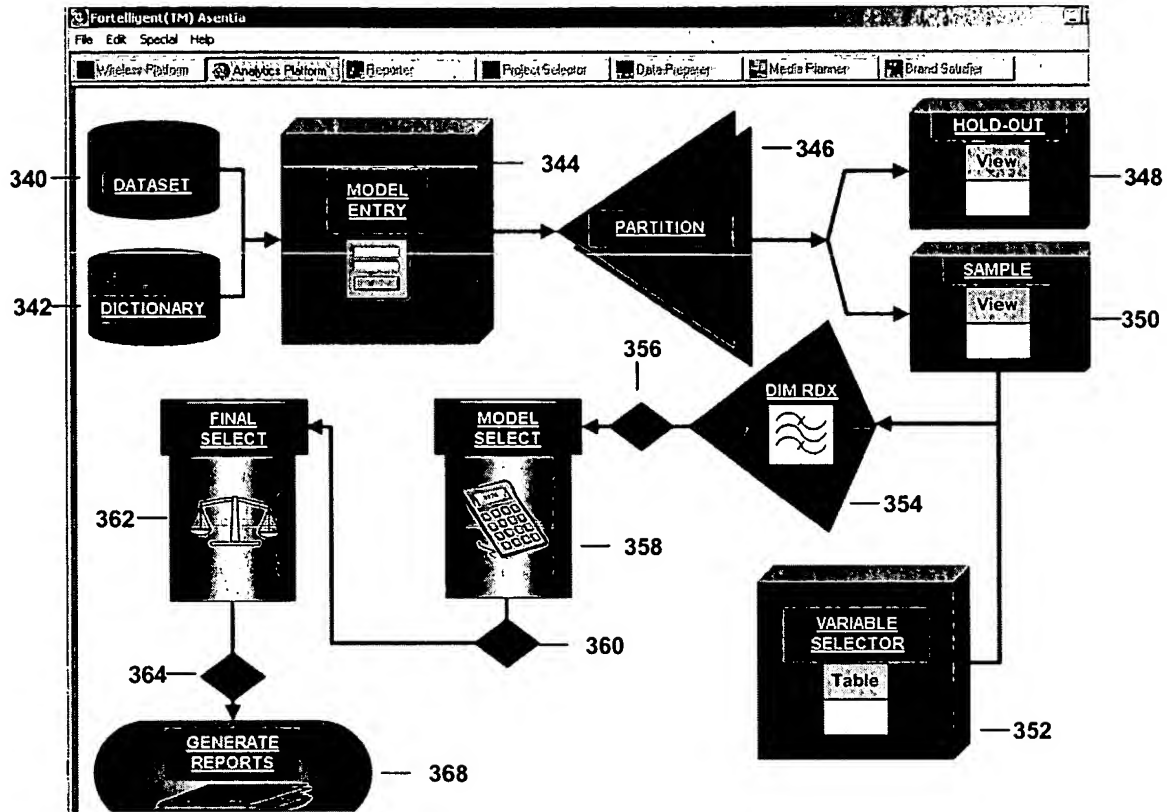 Fortelligent(TM) Asentia
File Edit Special Help
Wireless Platform Analytics Platform Reporter Project Selector Data Preparer Media Planner Brand Satisfier
340
DATASET
342
DICTIONARY
MODEL
ENTRY
344
PARTITION
346
HOLD-OUT
View
348
SAMPLE
View
350
356
DIM RDX
354
MODEL
SELECT
358
360
FINAL
SELECT
362
364
VARIABLE
SELECTOR
Table
352
GENERATE
REPORTS
368